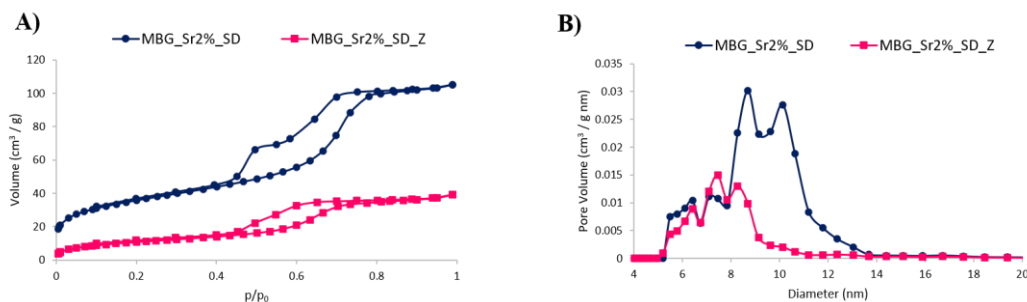 A)
MBG_Sr2%_SD MBG_Sr2%_SD_Z
120
100
80
60
40
20
0
Volume (cm³ / g)
0 0.2 0.4 0.6 0.8 1
p/p₀
B)
MBG_Sr2%_SD MBG_Sr2%_SD_Z
0.035
0.03
0.025
0.02
0.015
0.01
0.005
0
Pore Volume (cm³ / g nm)
4 6 8 10 12 14 16 18 20
Diameter (nm)